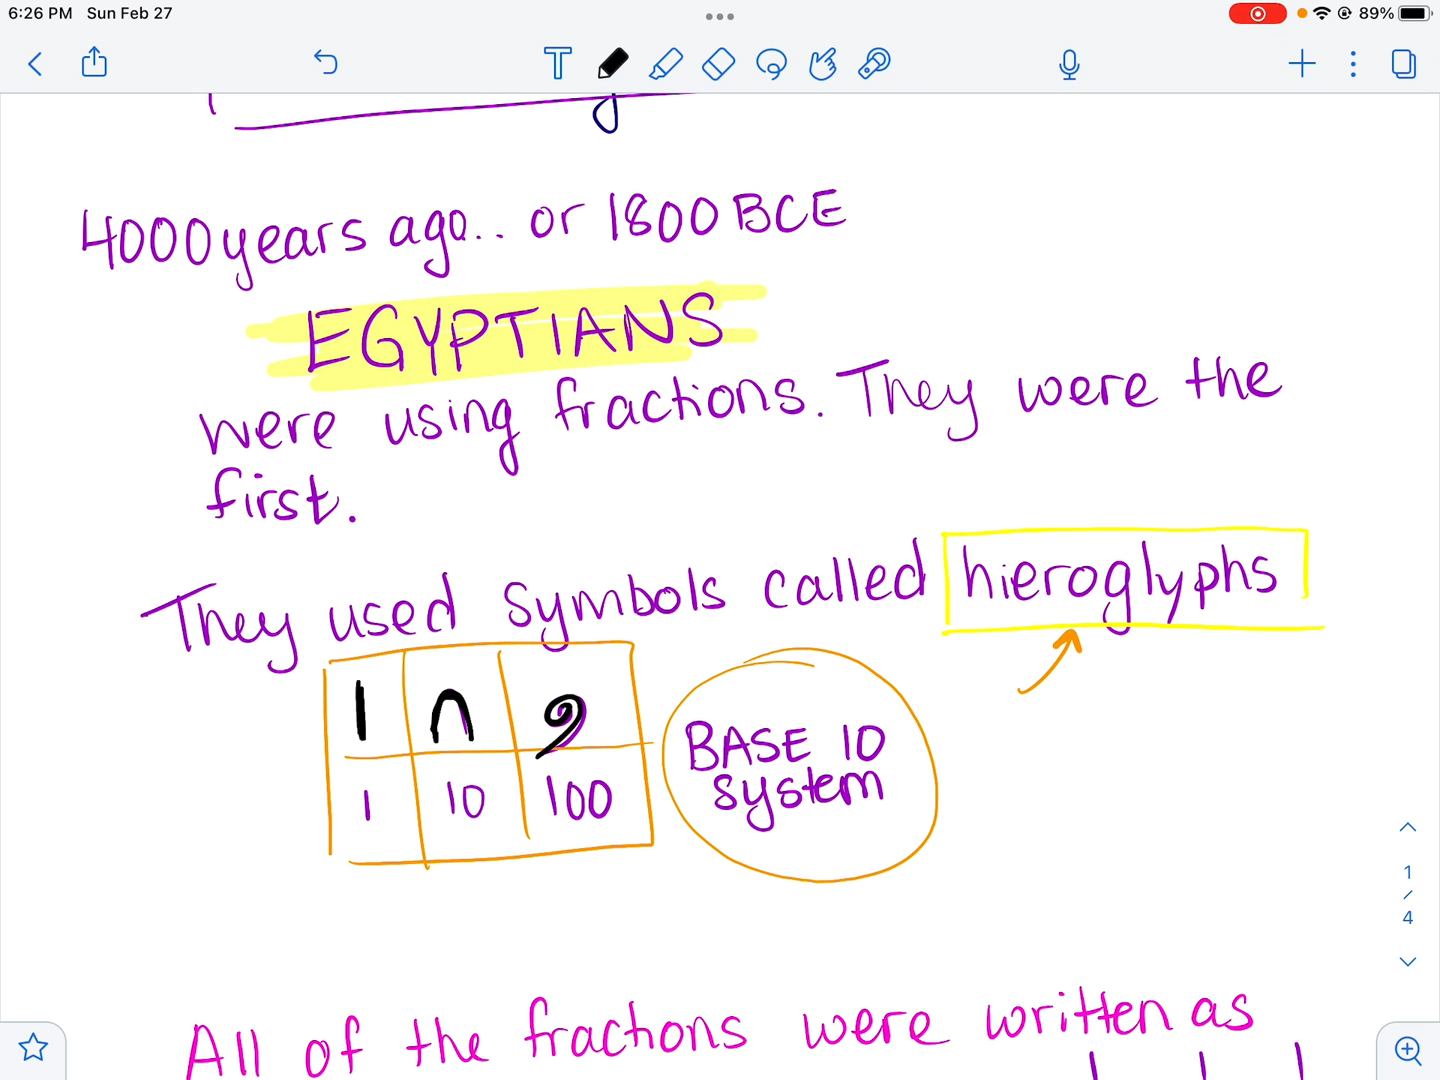 6:26 PM Sun Feb 27
89%
4000 years ago.. or 1800 BCE
EGYPTIANS
were using fractions. They were the
first.
They used symbols called hieroglyphs
1 10 100
BASE 10
system
1
/
4
All of the fractions were written as